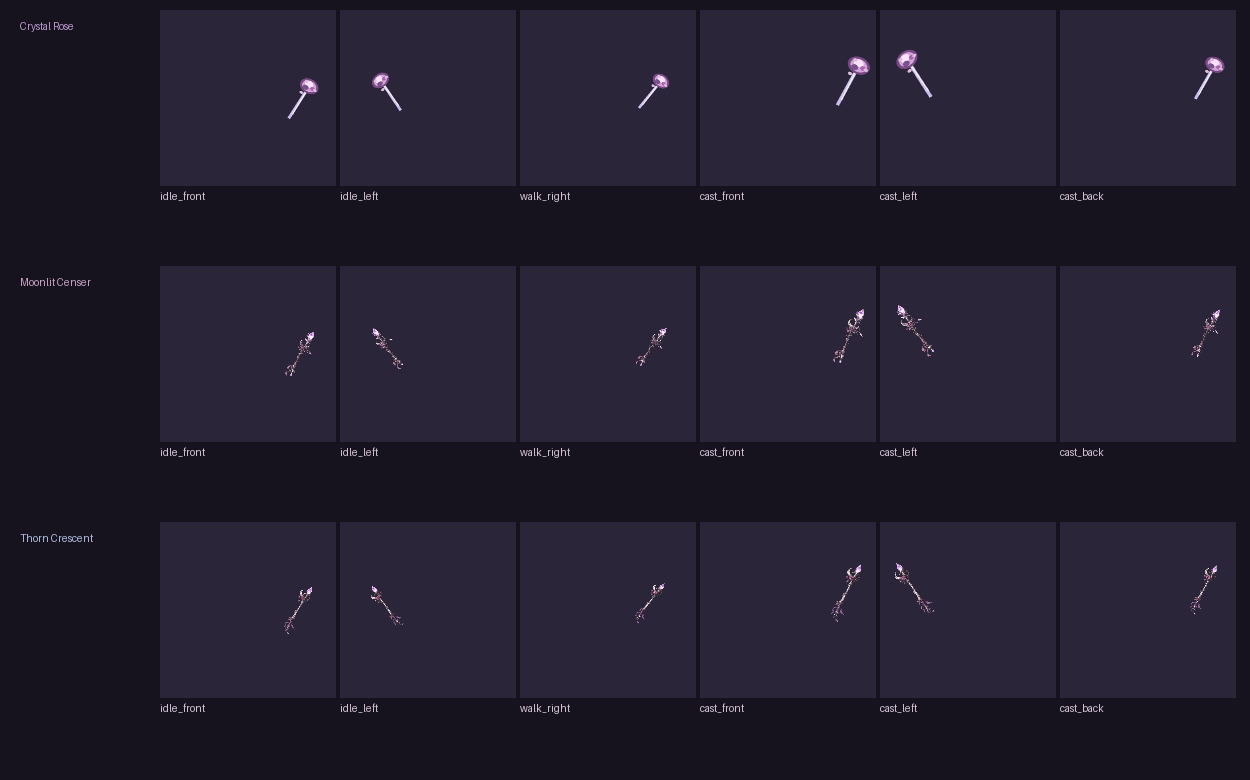 Crystal Rose
idle_front idle_left walk_right cast_front cast_left cast_back
Moonlit Censer
idle_front idle_left walk_right cast_front cast_left cast_back
Thorn Crescent
idle_front idle_left walk_right cast_front cast_left cast_back